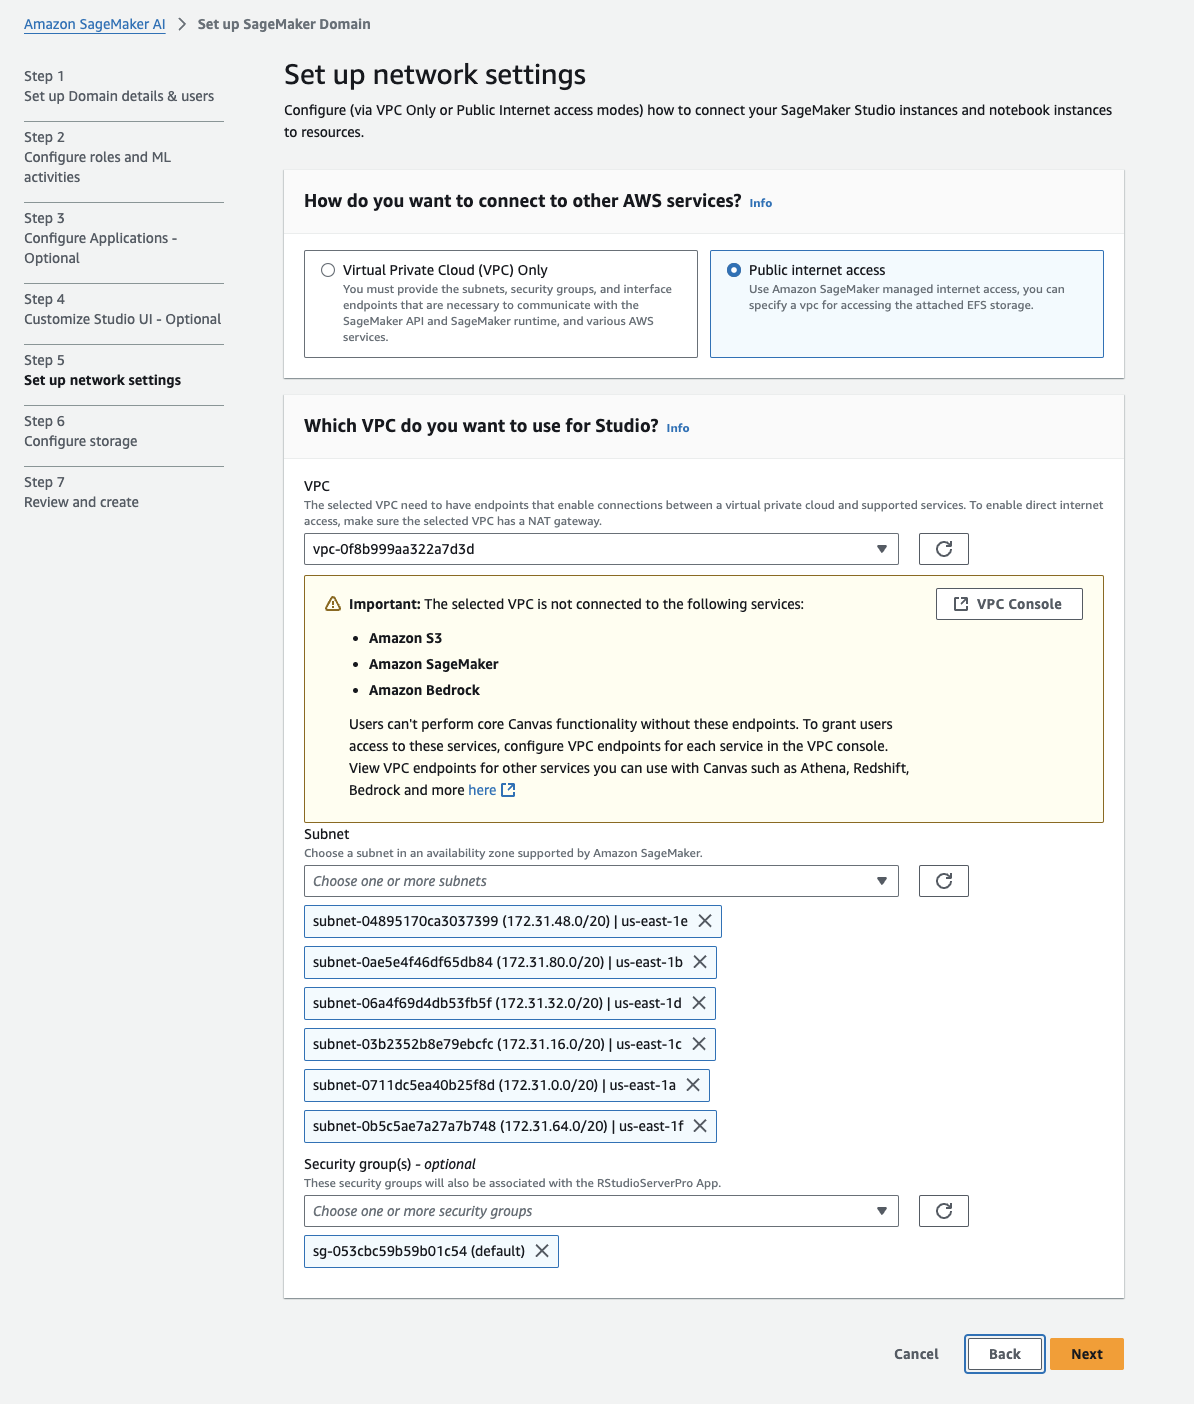 Amazon SageMaker AI > Set up SageMaker Domain
Step 1
Set up Domain details & users
Step 2
Configure roles and ML
activities
Step 3
Configure Applications -
Optional
Step 4
Customize Studio UI - Optional
Step 5
Set up network settings
Step 6
Configure storage
Step 7
Review and create
Set up network settings
Configure (via VPC Only or Public Internet access modes) how to connect your SageMaker Studio instances and notebook instances
to resources.
How do you want to connect to other AWS services? Info
Virtual Private Cloud (VPC) Only
You must provide the subnets, security groups, and interface
endpoints that are necessary to communicate with the
SageMaker API and SageMaker runtime, and various AWS
services.
Public internet access
Use Amazon SageMaker managed internet access, you can
specify a vpc for accessing the attached EFS storage.
Which VPC do you want to use for Studio? Info
VPC
The selected VPC need to have endpoints that enable connections between a virtual private cloud and supported services. To enable direct internet
access, make sure the selected VPC has a NAT gateway.
vpc-0f8b999aa322a7d3d
Important: The selected VPC is not connected to the following services:
VPC Console
• Amazon S3
• Amazon SageMaker
• Amazon Bedrock
Users can't perform core Canvas functionality without these endpoints. To grant users
access to these services, configure VPC endpoints for each service in the VPC console.
View VPC endpoints for other services you can use with Canvas such as Athena, Redshift,
Bedrock and more here
Subnet
Choose a subnet in an availability zone supported by Amazon SageMaker.
Choose one or more subnets
subnet-04895170ca3037399 (172.31.48.0/20) | us-east-1e
subnet-0ae5e4f46df65db84 (172.31.80.0/20) | us-east-1b
subnet-06a4f69d4db53fb5f (172.31.32.0/20) | us-east-1d
subnet-03b2352b8e79ebcfc (172.31.16.0/20) | us-east-1c
subnet-0711dc5ea40b25f8d (172.31.0.0/20) | us-east-1a
subnet-0b5c5ae7a27a7b748 (172.31.64.0/20) | us-east-1f
Security group(s) - optional
These security groups will also be associated with the RStudioServerPro App.
Choose one or more security groups
sg-053cbc59b59b01c54 (default)
Cancel
Back
Next